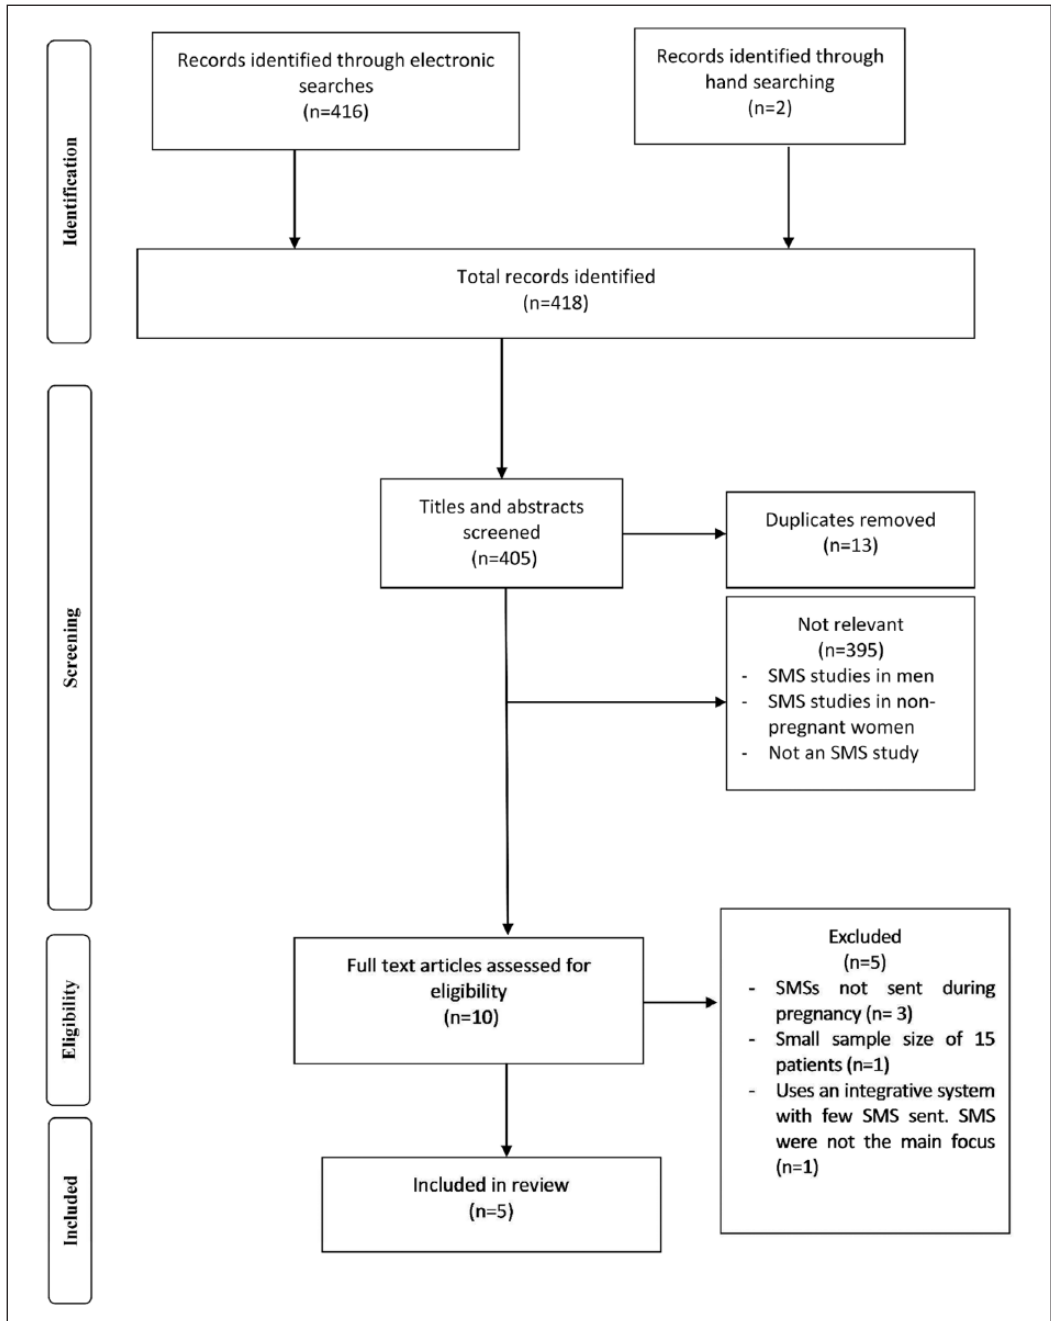 Identification
Records identified through electronic
searches
(n=416)
Records identified through
hand searching
(n=2)
Total records identified
(n=418)
Screening
Titles and abstracts
screened
(n=405)
Duplicates removed
(n=13)
Not relevant
(n=395)
- SMS studies in men
- SMS studies in non-
pregnant women
- Not an SMS study
Eligibility
Full text articles assessed for
eligibility
(n=10)
Excluded
(n=5)
- SMSs not sent during
pregnancy (n= 3)
- Small sample size of 15
patients (n=1)
- Uses an integrative system
with few SMS sent. SMS
were not the main focus
(n=1)
Included
Included in review
(n=5)